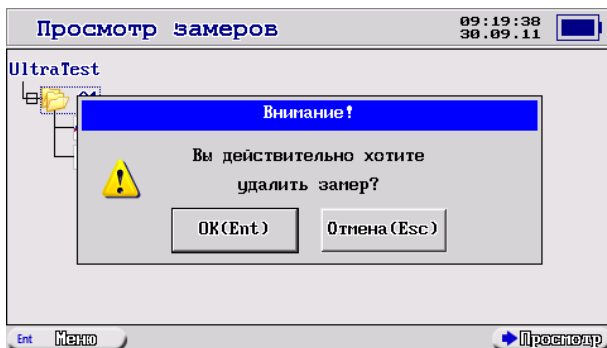 Просмотр замеров
09:19:38
30.09.11
UltraTest
Внимание!
Вы действительно хотите
удалить замер?
ОК(Ent)
Отмена(Esc)
Ent Меню
Просмотр